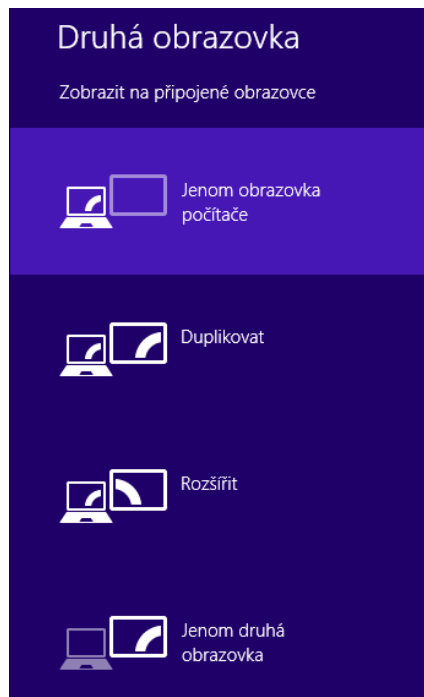 Druhá obrazovka
Zobrazit na připojené obrazovce
Jenom obrazovka
počítače
Duplikovat
Rozšířit
Jenom druhá
obrazovka